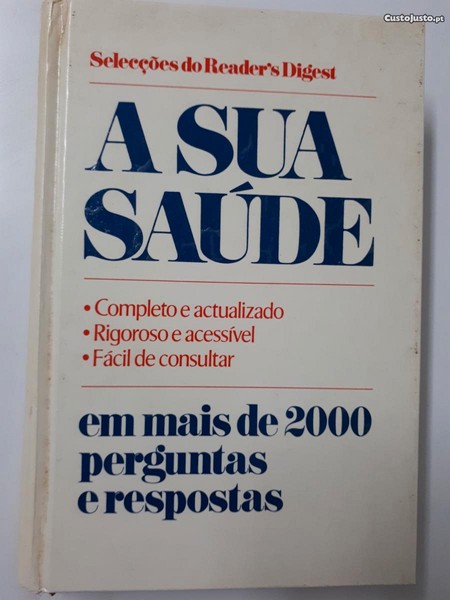 CustoJusto.pt
Selecções do Reader's Digest
A SUA
SAÚDE
• Completo e actualizado
• Rigoroso e acessível
• Fácil de consultar
em mais de 2000
perguntas
e respostas